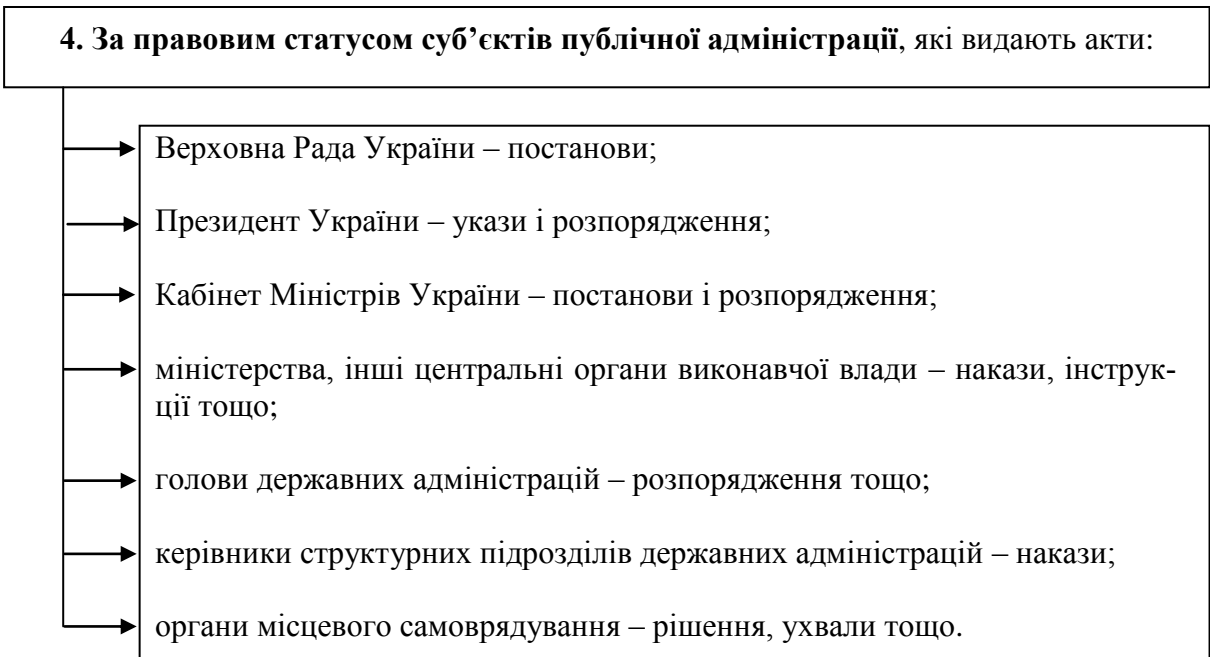 4. За правовим статусом суб’єктів публічної адміністрації, які видають акти:
Верховна Рада України – постанови;
Президент України – укази і розпорядження;
Кабінет Міністрів України – постанови і розпорядження;
міністерства, інші центральні органи виконавчої влади – накази, інструк-
ції тощо;
голови державних адміністрацій – розпорядження тощо;
керівники структурних підрозділів державних адміністрацій – накази;
органи місцевого самоврядування – рішення, ухвали тощо.